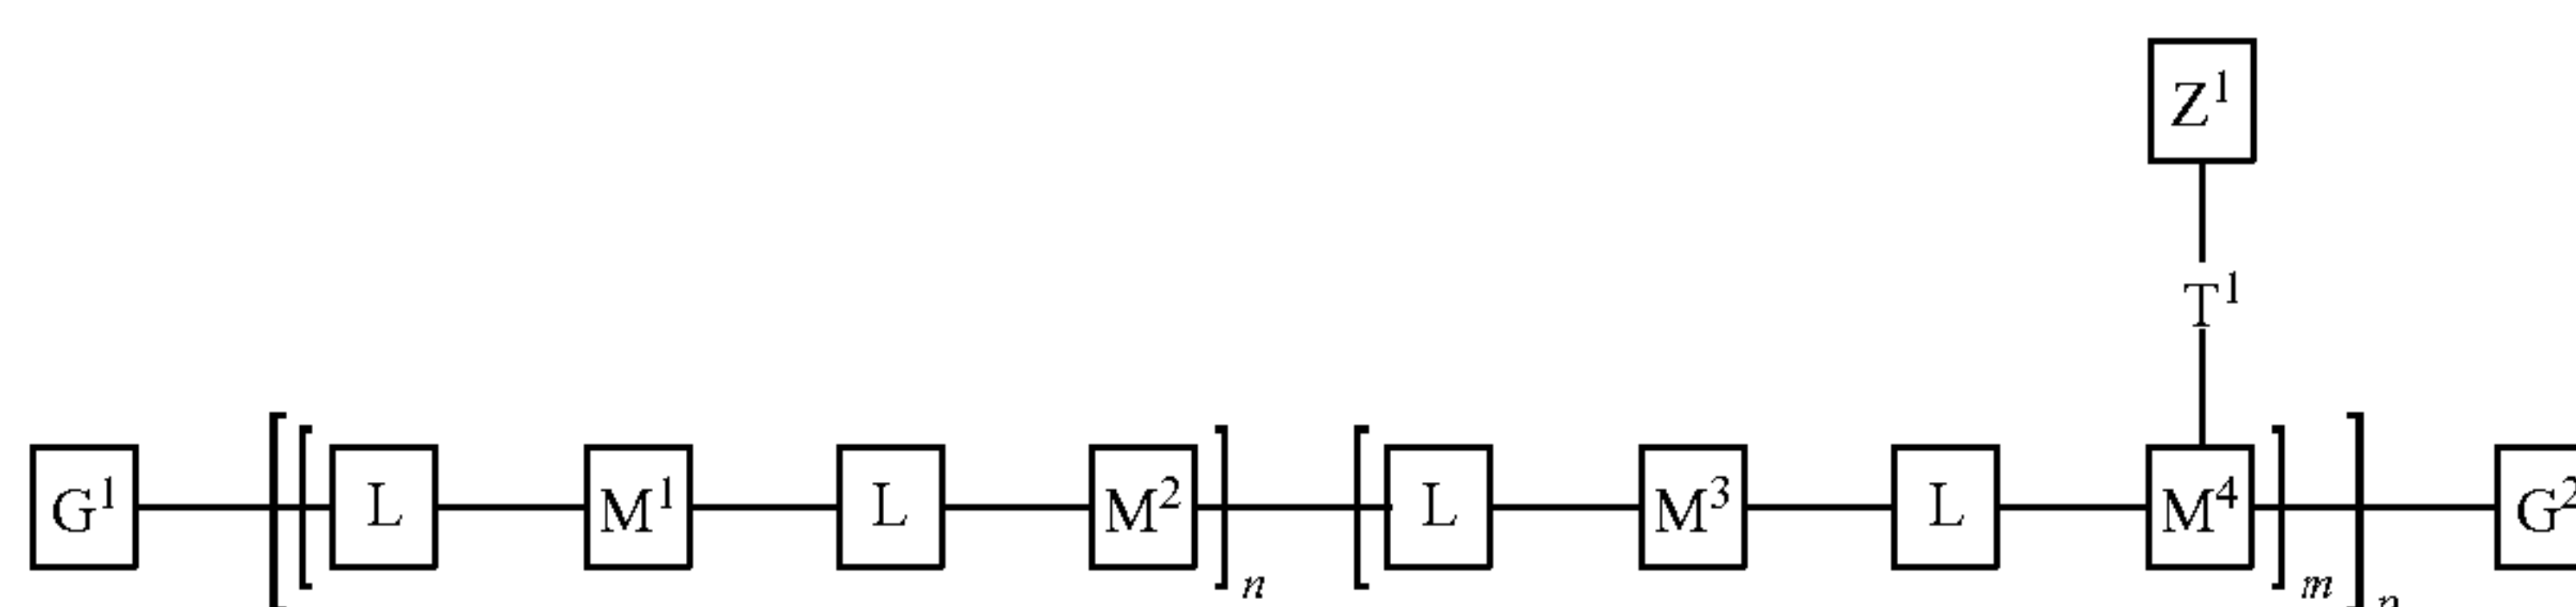 Z¹
T¹
G¹ [ [ L M¹ L M² ]n [ L M³ L M⁴ ]m ] G²